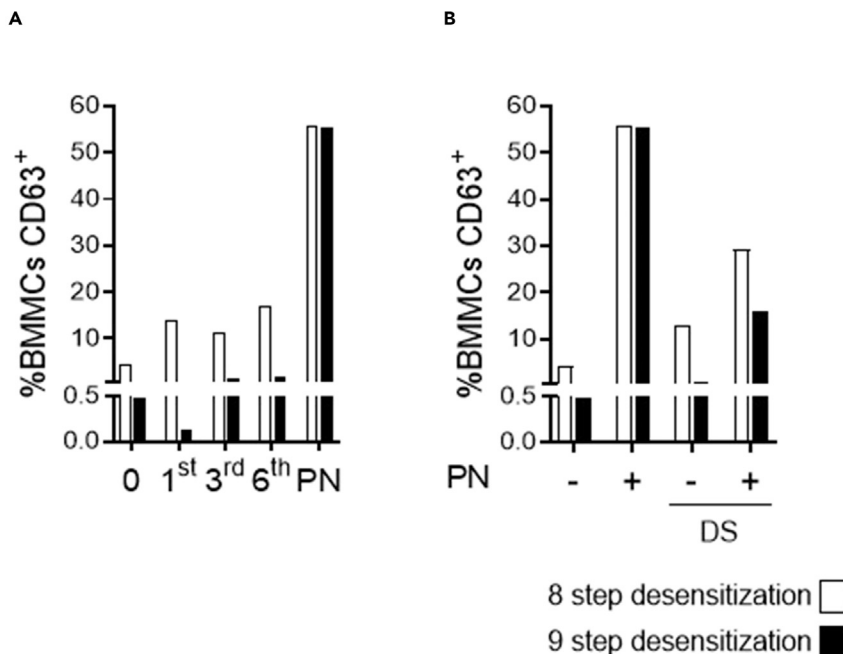 A
%BMMCs CD63+
60
50
40
30
20
10
0.5
0.0
0 1st 3rd 6th PN
B
%BMMCs CD63+
60
50
40
30
20
10
0.5
0.0
PN - + - +
DS
8 step desensitization
9 step desensitization